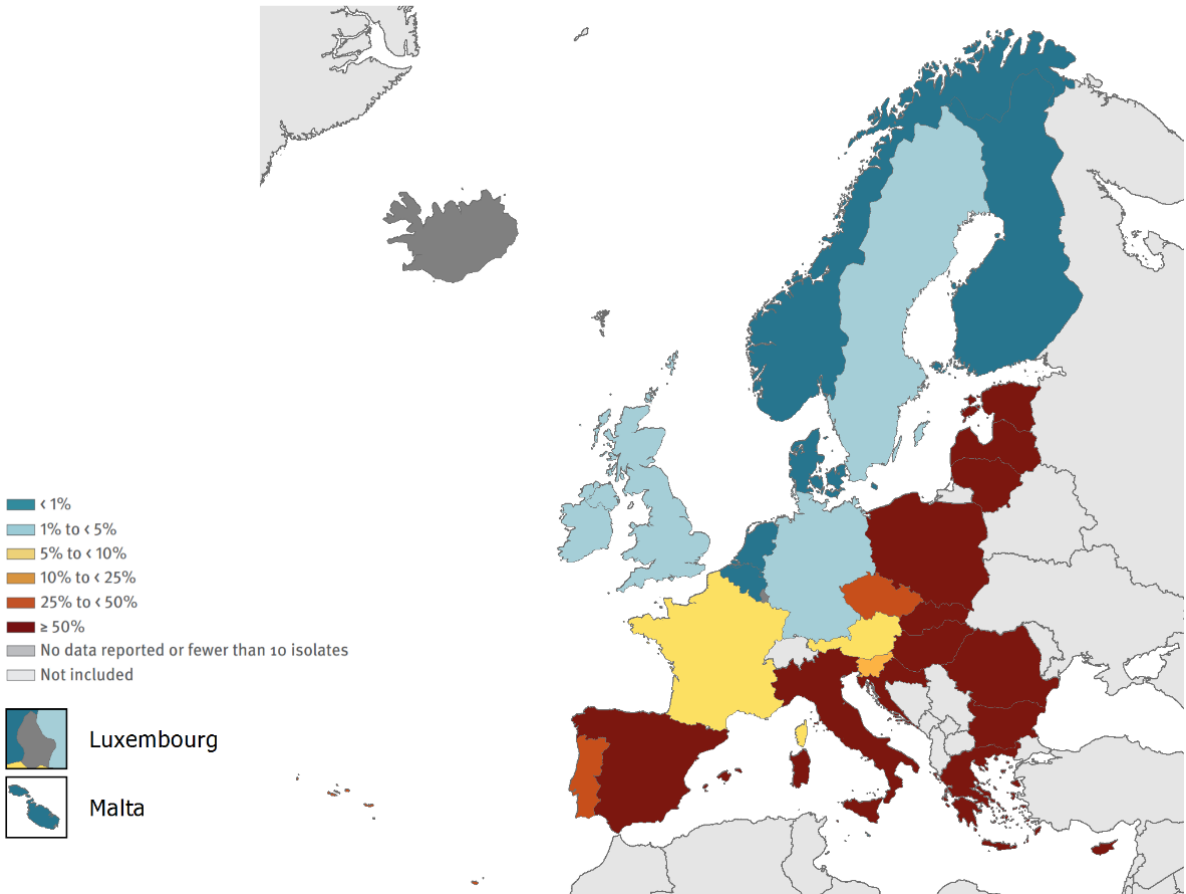 < 1%
1% to < 5%
5% to < 10%
10% to < 25%
25% to < 50%
≥ 50%
No data reported or fewer than 10 isolates
Not included
Luxembourg
Malta